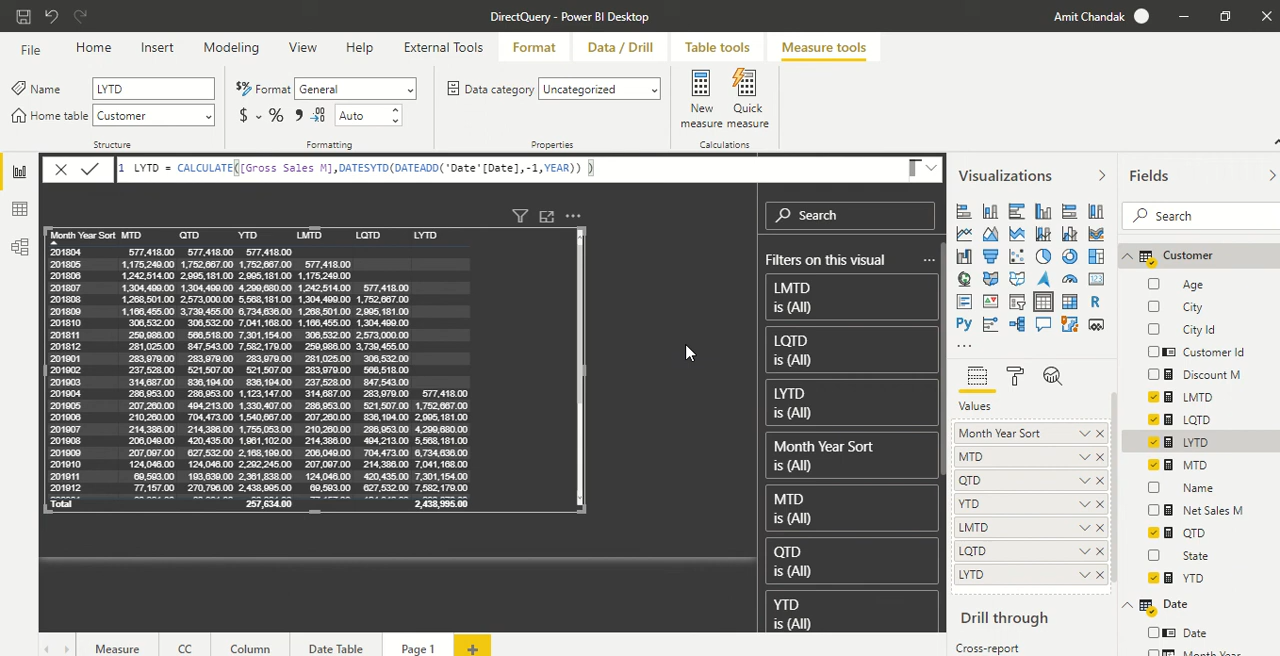 DirectQuery - Power BI Desktop
Amit Chandak
File Home Insert Modeling View Help External Tools Format Data / Drill Table tools Measure tools
Name LYTD
Home table Customer
Structure
Format General
$ % Auto
Formatting
Data category Uncategorized
Properties
New measure
Quick measure
Calculations
1 LYTD = CALCULATE([Gross Sales M],DATESYTD(DATEADD('Date'[Date],-1,YEAR)) )
Month Year Sort MTD QTD YTD LMTD LQTD LYTD
201804 577,418.00 577,418.00 577,418.00
201805 1,175,249.00 1,752,667.00 1,752,667.00 577,418.00
201806 1,242,514.00 2,995,181.00 2,995,181.00 1,175,249.00
201807 1,304,499.00 1,304,499.00 4,299,680.00 1,242,514.00 577,418.00
201808 1,268,501.00 2,573,000.00 5,568,181.00 1,304,499.00 1,752,667.00
201809 1,166,455.00 3,739,455.00 6,734,636.00 1,268,501.00 2,995,181.00
201810 306,532.00 306,532.00 7,041,168.00 1,166,455.00 1,304,499.00
201811 259,986.00 566,518.00 7,301,154.00 306,532.00 2,573,000.00
201812 281,025.00 847,543.00 7,582,179.00 259,986.00 3,739,455.00
201901 283,979.00 283,979.00 283,979.00 281,025.00 306,532.00
201902 237,528.00 521,507.00 521,507.00 283,979.00 566,518.00
201903 314,687.00 836,194.00 836,194.00 237,528.00 847,543.00
201904 286,953.00 286,953.00 1,123,147.00 314,687.00 283,979.00 577,418.00
201905 207,260.00 494,213.00 1,330,407.00 286,953.00 521,507.00 1,752,667.00
201906 210,260.00 704,473.00 1,540,667.00 207,260.00 836,194.00 2,995,181.00
201907 214,386.00 214,386.00 1,755,053.00 210,260.00 286,953.00 4,299,680.00
201908 206,049.00 420,435.00 1,961,102.00 214,386.00 494,213.00 5,568,181.00
201909 207,097.00 627,532.00 2,168,199.00 206,049.00 704,473.00 6,734,636.00
201910 124,046.00 124,046.00 2,292,245.00 207,097.00 214,386.00 7,041,168.00
201911 69,593.00 193,639.00 2,361,838.00 124,046.00 420,435.00 7,301,154.00
201912 77,157.00 270,796.00 2,438,995.00 69,593.00 627,532.00 7,582,179.00
Total 257,634.00 2,438,995.00
Search
Filters on this visual
LMTD
is (All)
LQTD
is (All)
LYTD
is (All)
Month Year Sort
is (All)
MTD
is (All)
QTD
is (All)
YTD
is (All)
Visualizations
R
Py
Values
Month Year Sort
MTD
QTD
YTD
LMTD
LQTD
LYTD
Drill through
Cross-report
Fields
Search
Customer
Age
City
City Id
Customer Id
Discount M
LMTD
LQTD
LYTD
MTD
Name
Net Sales M
QTD
State
YTD
Date
Date
Month Year
Measure CC Column Date Table Page 1